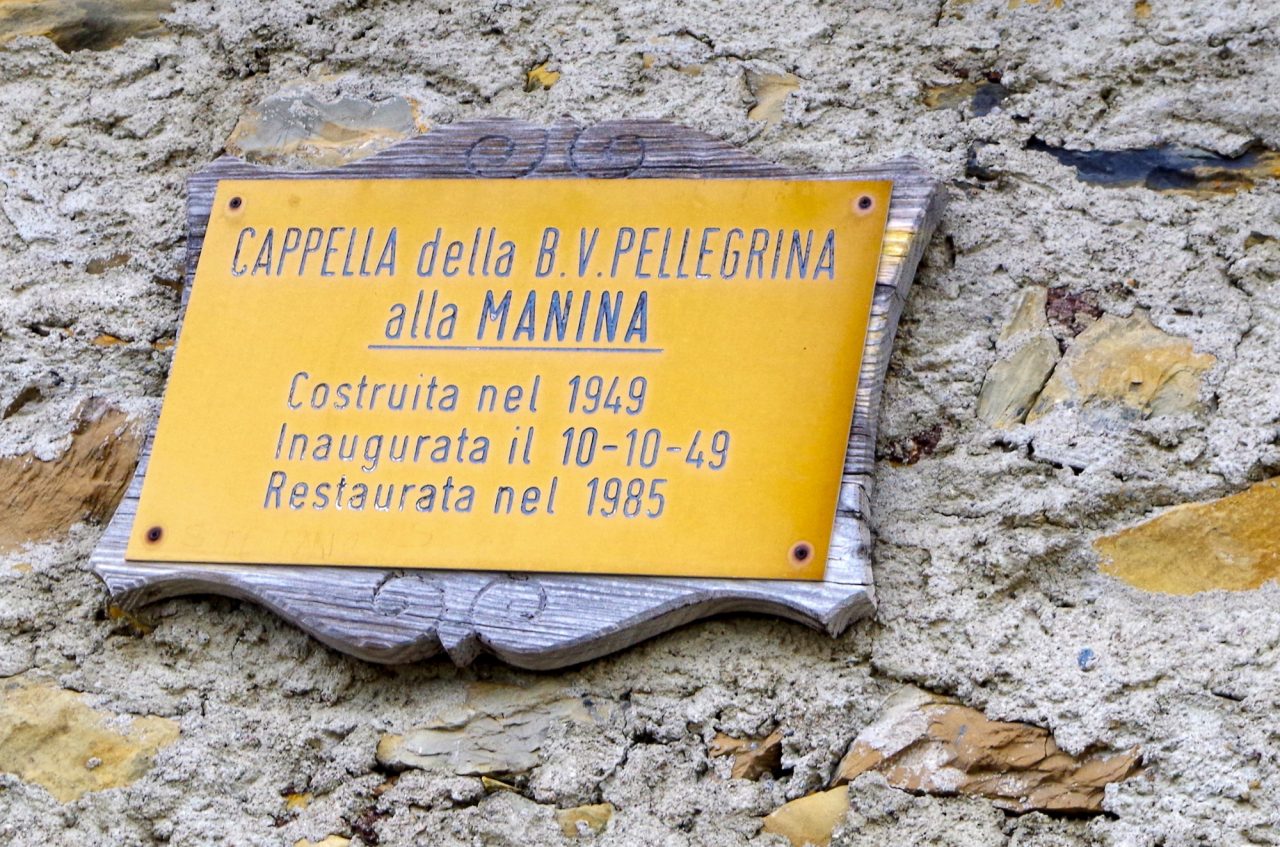 CAPPELLA della B.V. PELLEGRINA
alla MANINA
Costruita nel 1949
Inaugurata il 10-10-49
Restaurata nel 1985